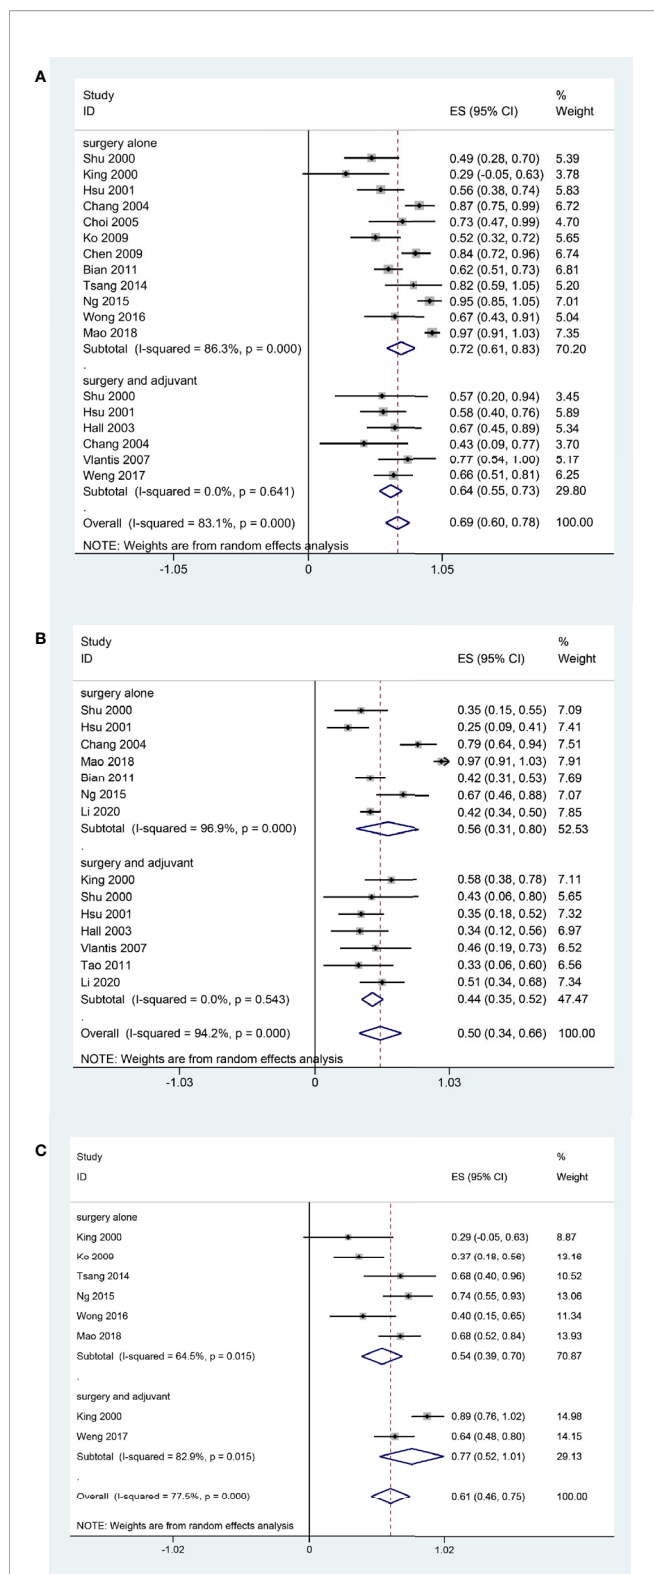 A
Study %
ID ES (95% CI) Weight
surgery alone
Shu 2000 0.49 (0.28, 0.70) 5.39
King 2000 0.29 (-0.05, 0.63) 3.78
Hsu 2001 0.56 (0.38, 0.74) 5.83
Chang 2004 0.87 (0.75, 0.99) 6.72
Choi 2005 0.73 (0.47, 0.99) 4.70
Ko 2009 0.52 (0.32, 0.72) 5.65
Chen 2009 0.84 (0.72, 0.96) 6.74
Bian 2011 0.62 (0.51, 0.73) 6.81
Tsang 2014 0.82 (0.59, 1.05) 5.20
Ng 2015 0.95 (0.85, 1.05) 7.01
Wong 2016 0.67 (0.43, 0.91) 5.04
Mao 2018 0.97 (0.91, 1.03) 7.35
Subtotal (I-squared = 86.3%, p = 0.000) 0.72 (0.61, 0.83) 70.20
.
surgery and adjuvant
Shu 2000 0.57 (0.20, 0.94) 3.45
Hsu 2001 0.58 (0.40, 0.76) 5.89
Hall 2003 0.67 (0.45, 0.89) 5.34
Chang 2004 0.43 (0.09, 0.77) 3.70
Vlantis 2007 0.77 (0.54, 1.00) 5.17
Weng 2017 0.66 (0.51, 0.81) 6.25
Subtotal (I-squared = 0.0%, p = 0.641) 0.64 (0.55, 0.73) 29.80
.
Overall (I-squared = 83.1%, p = 0.000) 0.69 (0.60, 0.78) 100.00
NOTE: Weights are from random effects analysis
-1.05 0 1.05
B
Study %
ID ES (95% CI) Weight
surgery alone
Shu 2000 0.35 (0.15, 0.55) 7.09
Hsu 2001 0.25 (0.09, 0.41) 7.41
Chang 2004 0.79 (0.64, 0.94) 7.51
Mao 2018 0.97 (0.91, 1.03) 7.91
Bian 2011 0.42 (0.31, 0.53) 7.69
Ng 2015 0.67 (0.46, 0.88) 7.07
Li 2020 0.42 (0.34, 0.50) 7.85
Subtotal (I-squared = 96.9%, p = 0.000) 0.56 (0.31, 0.80) 52.53
.
surgery and adjuvant
King 2000 0.58 (0.38, 0.78) 7.11
Shu 2000 0.43 (0.06, 0.80) 5.65
Hsu 2001 0.35 (0.18, 0.52) 7.32
Hall 2003 0.34 (0.12, 0.56) 6.97
Vlantis 2007 0.46 (0.19, 0.73) 6.52
Tao 2011 0.33 (0.06, 0.60) 6.56
Li 2020 0.51 (0.34, 0.68) 7.34
Subtotal (I-squared = 0.0%, p = 0.543) 0.44 (0.35, 0.52) 47.47
.
Overall (I-squared = 94.2%, p = 0.000) 0.50 (0.34, 0.66) 100.00
NOTE: Weights are from random effects analysis
-1.03 0 1.03
C
Study %
ID ES (95% CI) Weight
surgery alone
King 2000 0.29 (-0.05, 0.63) 8.87
Ko 2009 0.37 (0.18, 0.56) 13.16
Tsang 2014 0.68 (0.40, 0.96) 10.52
Ng 2015 0.74 (0.55, 0.93) 13.06
Wong 2016 0.40 (0.15, 0.65) 11.34
Mao 2018 0.68 (0.52, 0.84) 13.93
Subtotal (I-squared = 64.5%, p = 0.015) 0.54 (0.39, 0.70) 70.87
.
surgery and adjuvant
King 2000 0.89 (0.76, 1.02) 14.98
Weng 2017 0.64 (0.48, 0.80) 14.15
Subtotal (I-squared = 82.9%, p = 0.015) 0.77 (0.52, 1.01) 29.13
.
Overall (I-squared = 77.5%, p = 0.000) 0.61 (0.46, 0.75) 100.00
NOTE: Weights are from random effects analysis
-1.02 0 1.02